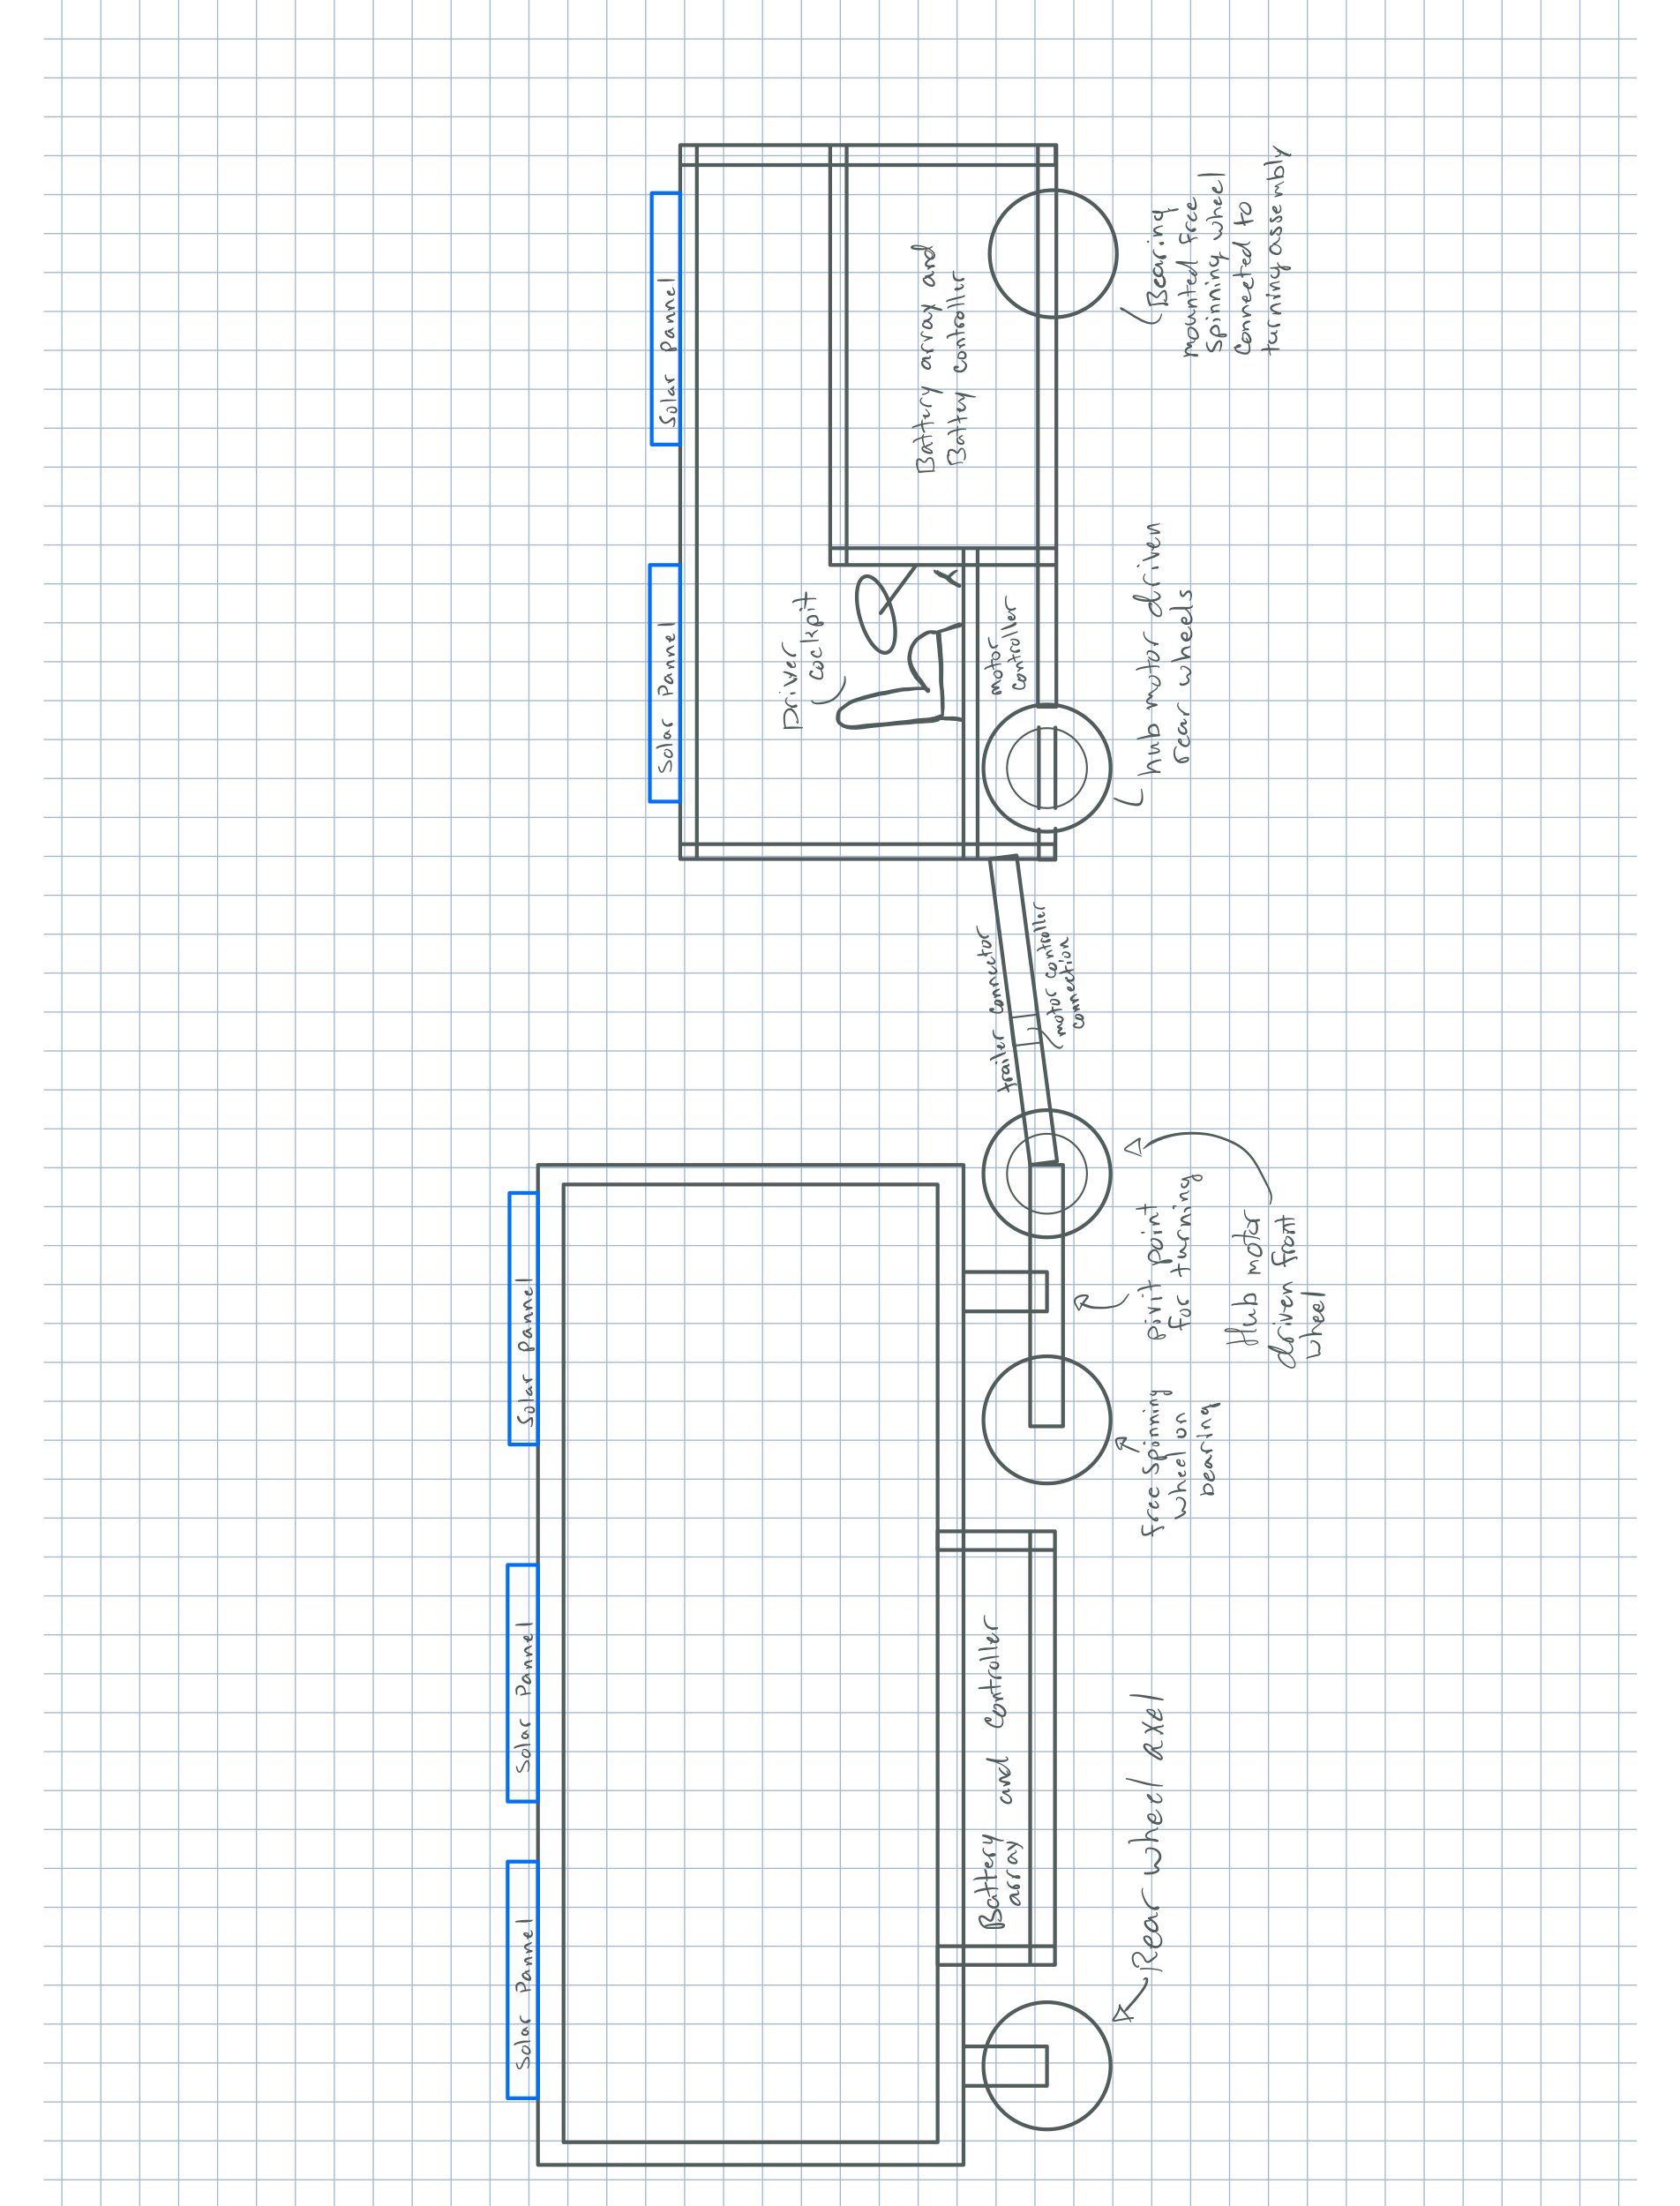 Solar Pannel
Solar Pannel
Solar Pannel
Solar Pannel
Solar Pannel
Driver
cockpit
Battery array and
Battey controller
motor
controller
trailer connector
motor controller
connection
Battery and controller
array
Rear wheel axel
free spinning
wheel on
bearing
pivit point
for turning
Hub motor
driven front
wheel
hub motor driven
rear wheels
Bearing
mounted free
spinning wheel
connected to
turning assembly